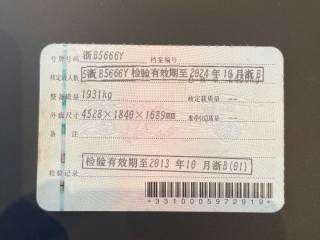 号牌号码 浙B5666Y 档案编号
核定载人数 浙B5666Y 检验有效期至2024年10月浙B
整备质量 1931kg 核定载质量 --
外廓尺寸 4528×1846×1689mm 准牵引总质量 --
备 注
检验有效期至2013年10月浙B(01)
检验记录
*3310005972919*